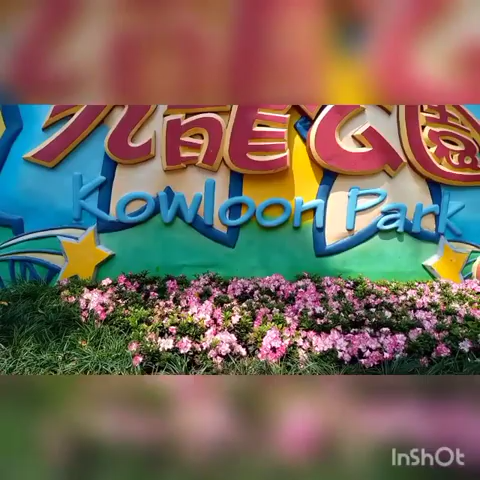 九龍公園
Kowloon Park
InShOt